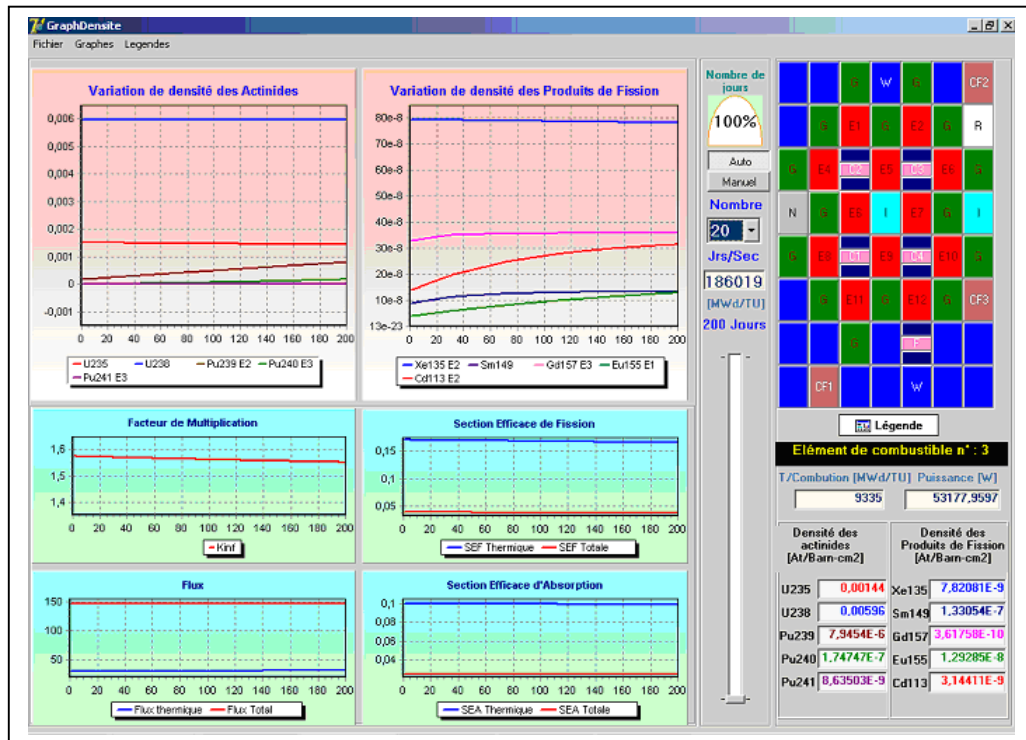 GraphDensite
Fichier Graphes Legendes
Variation de densité des Actinides
0,006
0,005
0,004
0,003
0,002
0,001
0
-0,001
0 20 40 60 80 100 120 140 160 180 200
U235 U238 Pu239 E2 Pu240 E3
Pu241 E3
Variation de densité des Produits de Fission
80e-8
70e-8
60e-8
50e-8
40e-8
30e-8
20e-8
10e-8
13e-23
0 20 40 60 80 100 120 140 160 180 200
Xe135 E2 Sm149 Gd157 E3 Eu155 E1
Cd113 E2
Facteur de Multiplication
1,6
1,5
1,4
0 20 40 60 80 100 120 140 160 180 200
Kinf
Section Efficace de Fission
0,15
0,1
0,05
0 20 40 60 80 100 120 140 160 180 200
SEF Thermique SEF Totale
Flux
150
100
50
0 20 40 60 80 100 120 140 160 180 200
Flux thermique Flux Total
Section Efficace d'Absorption
0,1
0,08
0,06
0,04
0 20 40 60 80 100 120 140 160 180 200
SEA Thermique SEA Totale
Nombre de
jours
100%
Auto
Manuel
Nombre
20
Jrs/Sec
186019
[MWd/TU]
200 Jours
G W G CF2
G E1 G E2 G R
G E4 C2 E5 C3 E6 G
N G E6 I E7 G I
G E8 C1 E9 C4 E10 G
G E11 G E12 G CF3
G F
CF1 W
Légende
Elément de combustible n° : 3
T/Combution [MWd/TU] Puissance [W]
9335 53177,9597
Densité des
actinides
[At/Barn-cm2]
Densité des
Produits de Fission
[At/Barn-cm2]
U235 0,00144 Xe135 7,82081E-9
U238 0,00596 Sm149 1,33054E-7
Pu239 7,9454E-6 Gd157 3,61758E-10
Pu240 1,74747E-7 Eu155 1,29285E-8
Pu241 8,63503E-9 Cd113 3,14411E-9